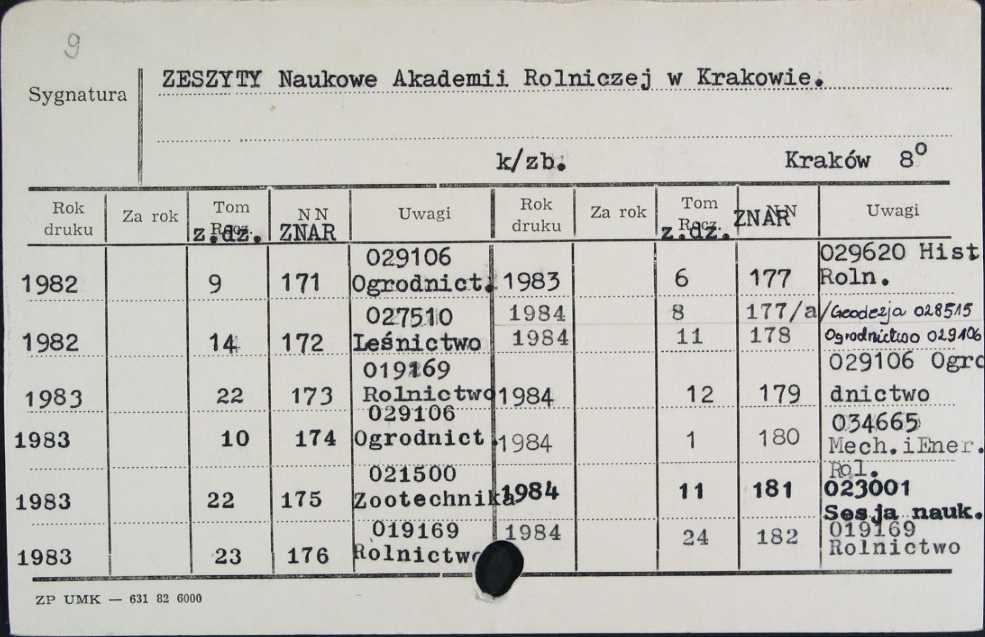 9
Sygnatura
ZESZYTY Naukowe Akademii Rolniczej w Krakowie.
k/zb. Kraków 8º
Rok druku Za rok Tom Rocz. z.dz. NN ZNAR Uwagi Rok druku Za rok Tom Rocz. z.dz. NN ZNAR Uwagi
029106 029620 Hist
1982 9 171 Ogrodnict. 1983 6 177 Roln.
027510 1984 8 177/a/Geodezja 028515
1982 14 172 Leśnictwo 1984 11 178 Ogrodnictwo 029106
019169 029106 Ogro
1983 22 173 Rolnictwo 1984 12 179 dnictwo
029106 034665
1983 10 174 Ogrodnict. 1984 1 180 Mech.iEner.
021500 Rol.
1983 22 175 Zootechnika 1984 11 181 023001
Sesja nauk.
019169 1984 24 182 019169
1983 23 176 Rolnictwo Rolnictwo
ZP UMK — 631 82 6000